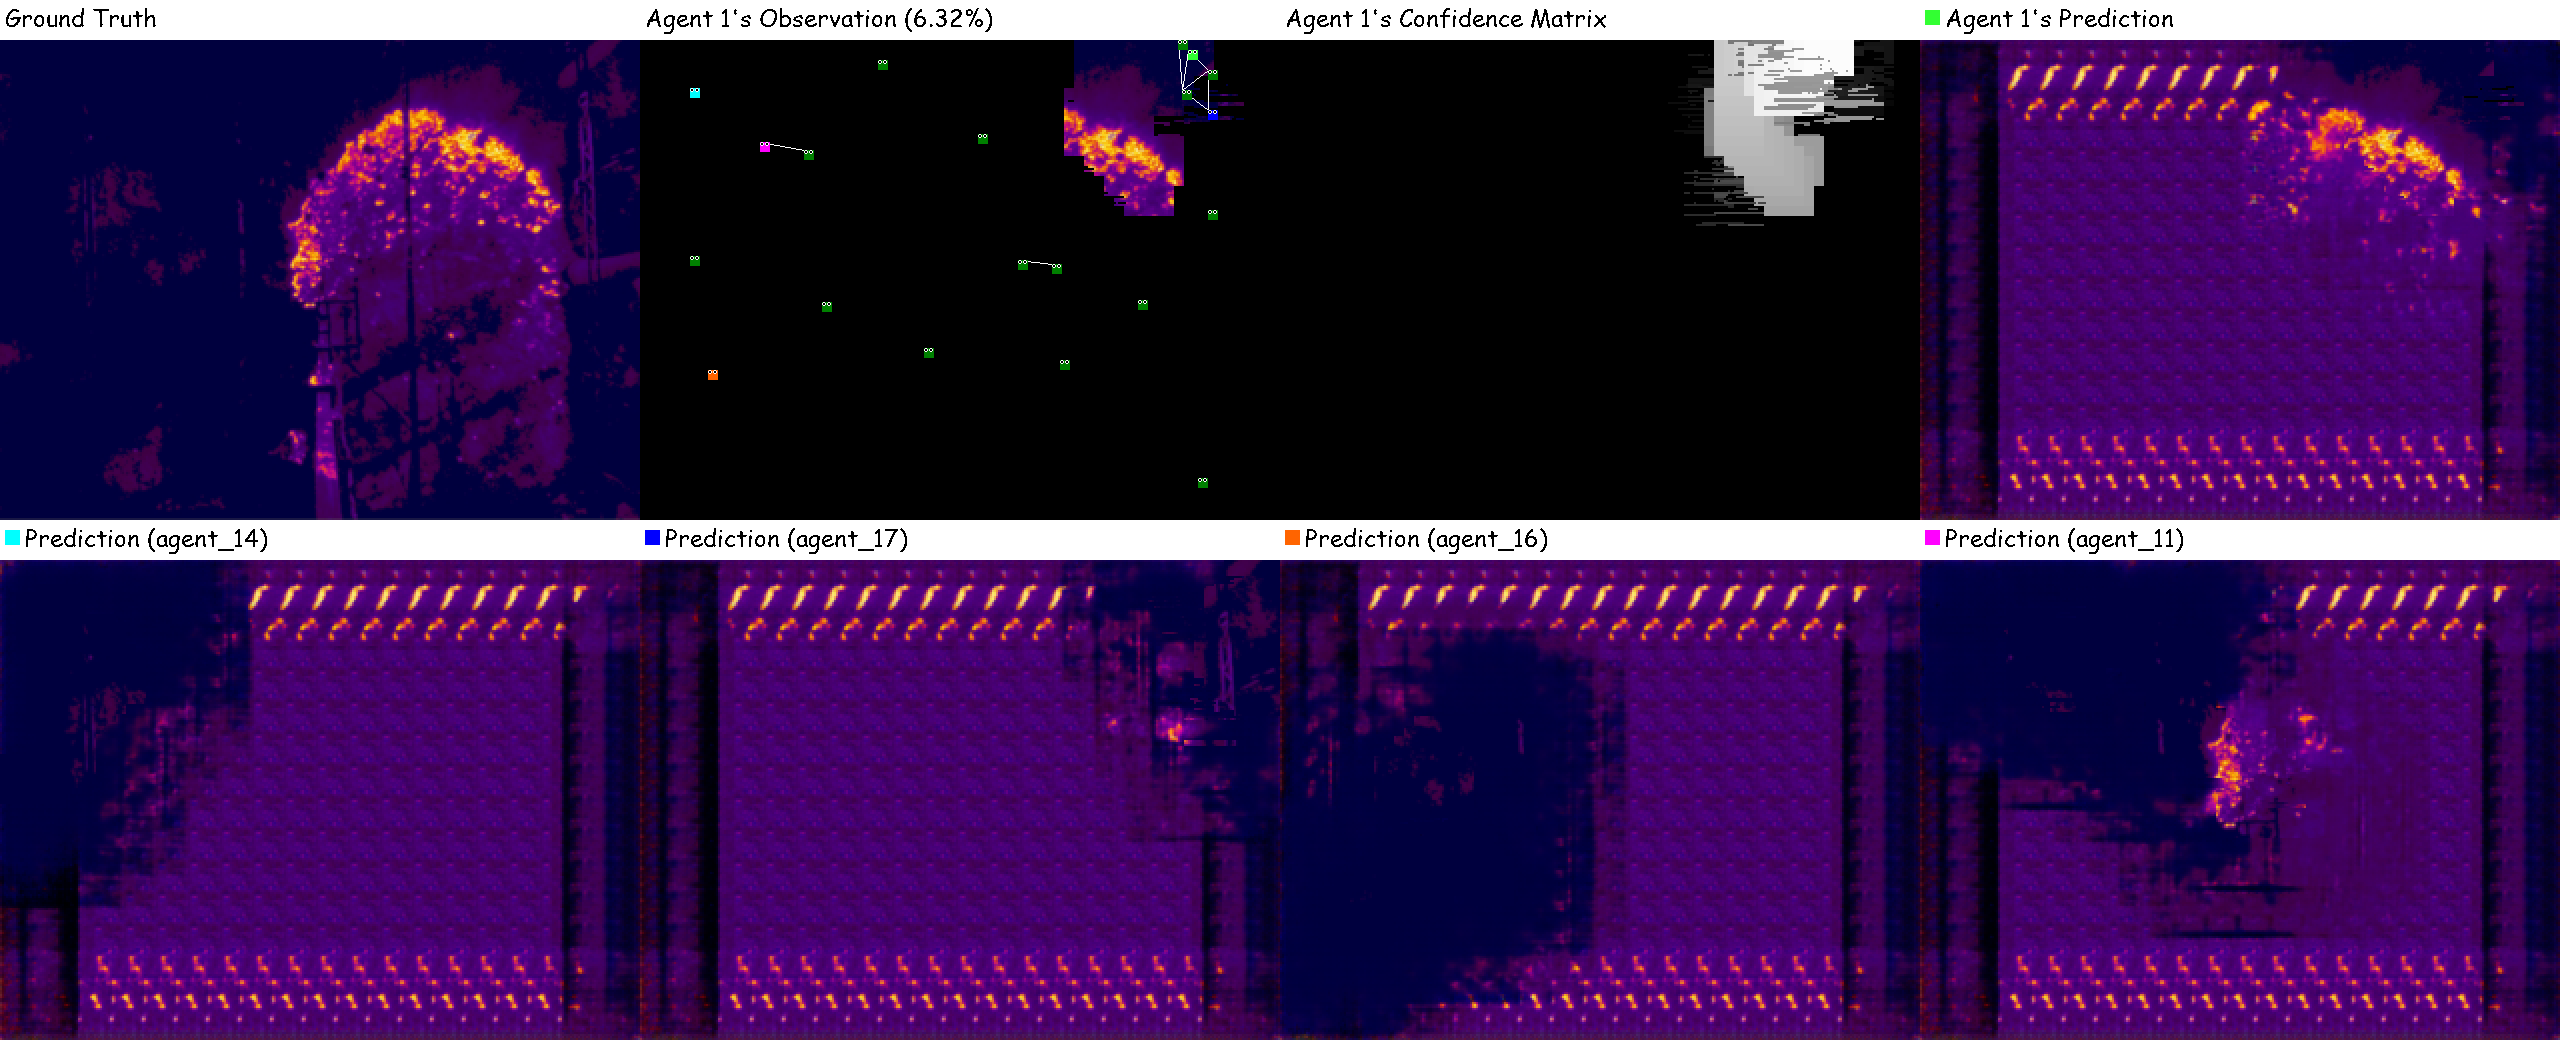 Ground Truth
Agent 1's Observation (6.32%)
Agent 1's Confidence Matrix
Agent 1's Prediction
Prediction (agent_14)
Prediction (agent_17)
Prediction (agent_16)
Prediction (agent_11)